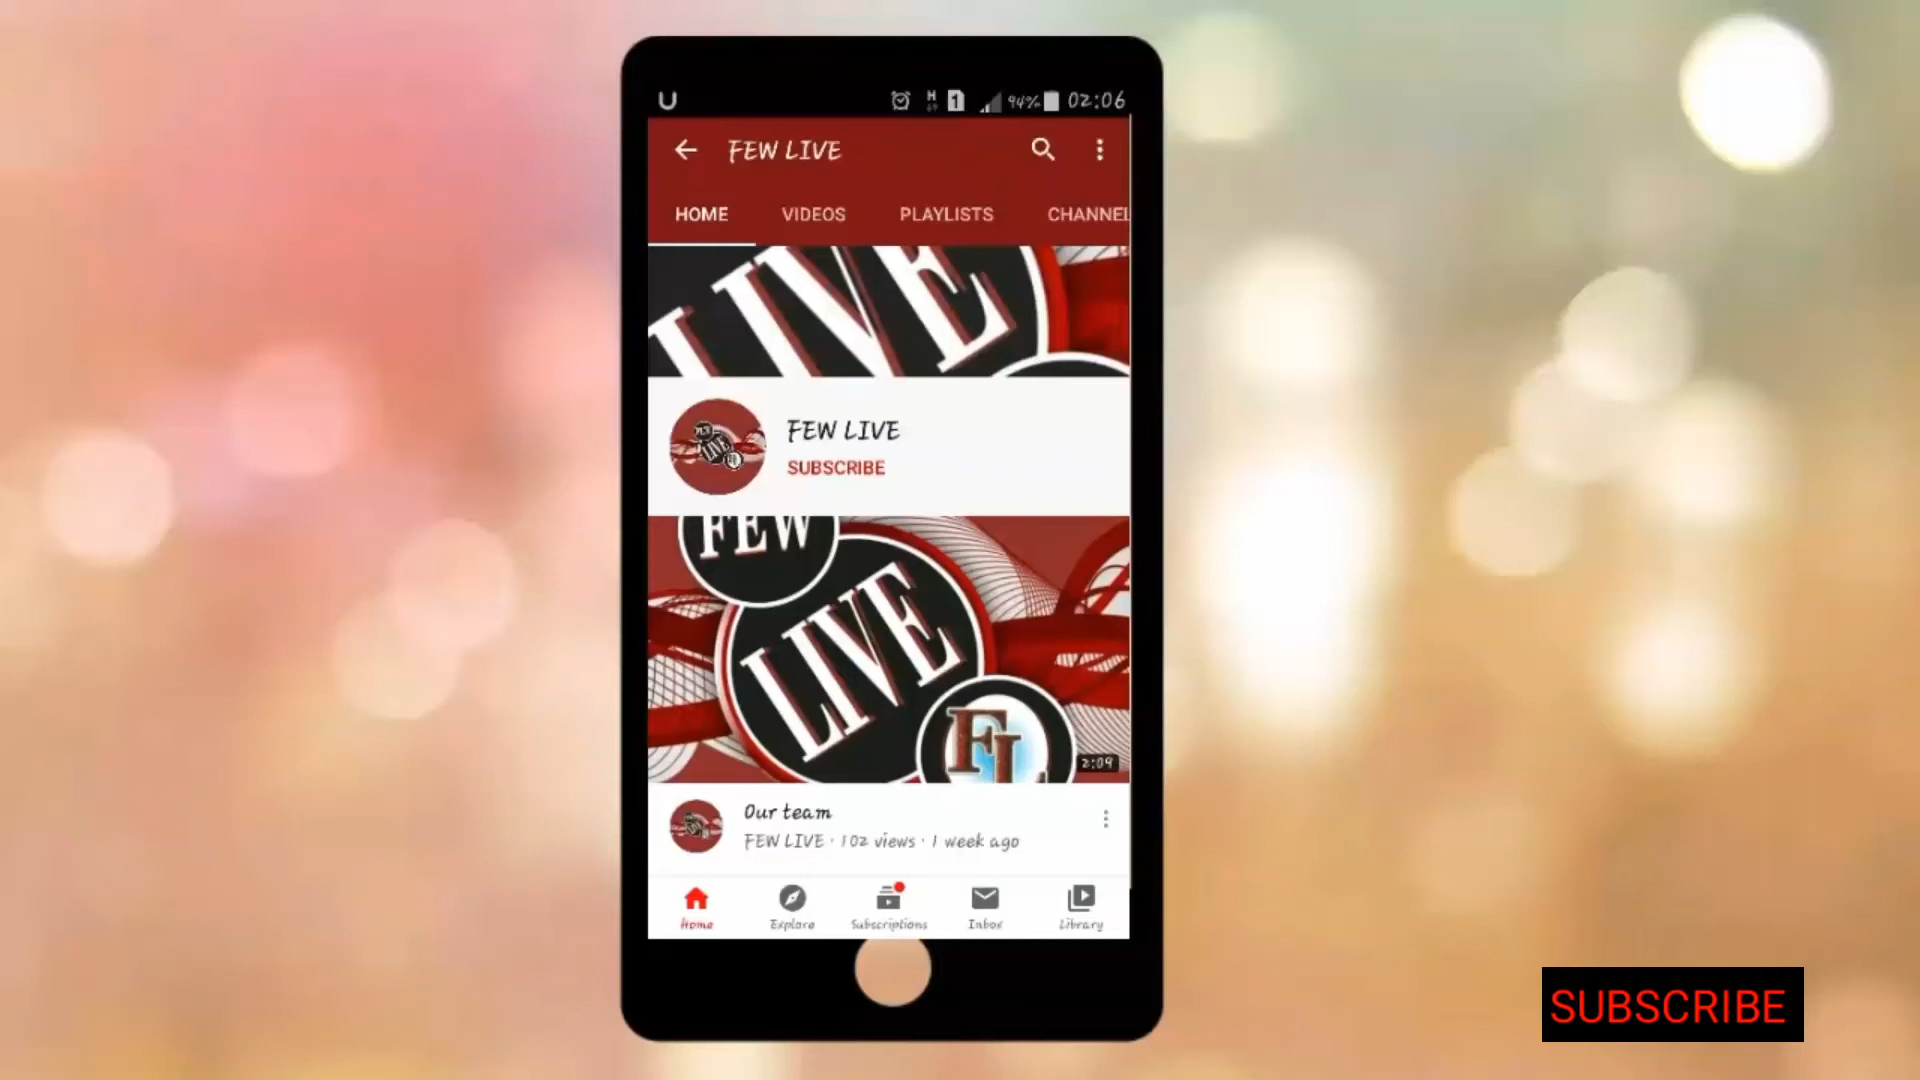 94% 02:06
FEW LIVE
HOME VIDEOS PLAYLISTS CHANNEL
LIVE
FEW LIVE
SUBSCRIBE
FEW
LIVE
FL
2:09
Our team
FEW LIVE · 102 views · 1 week ago
Home Explore Subscriptions Inbox Library
SUBSCRIBE